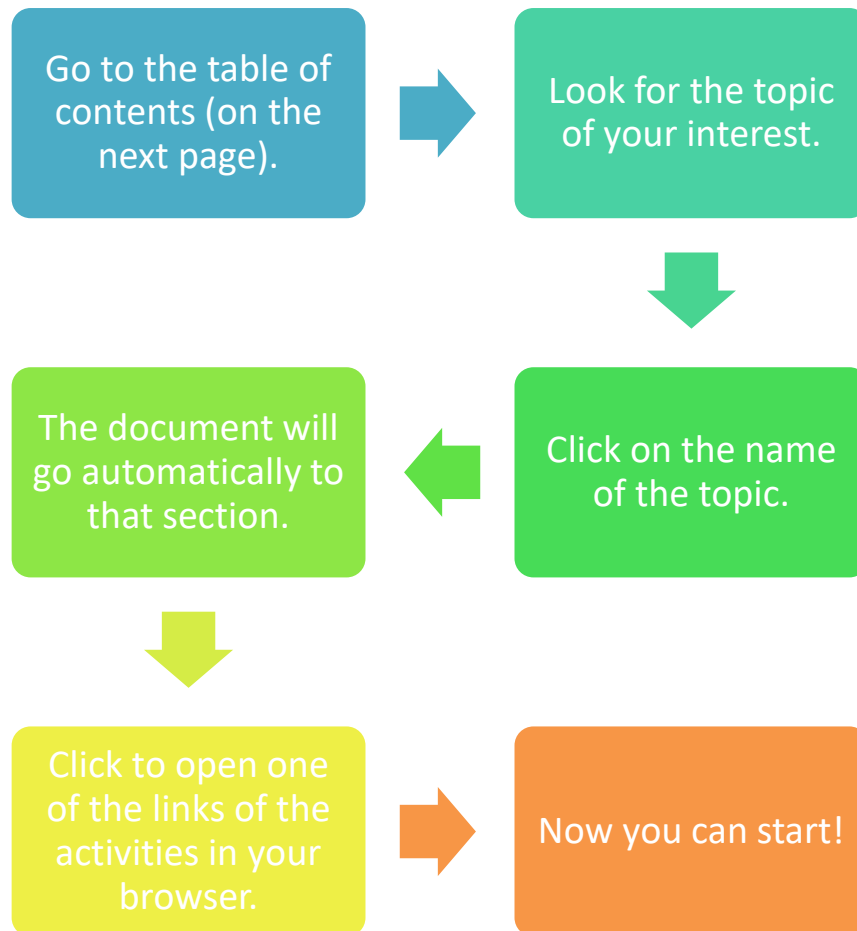 Go to the table of
contents (on the
next page).
Look for the topic
of your interest.
Click on the name
of the topic.
The document will
go automatically to
that section.
Click to open one
of the links of the
activities in your
browser.
Now you can start!